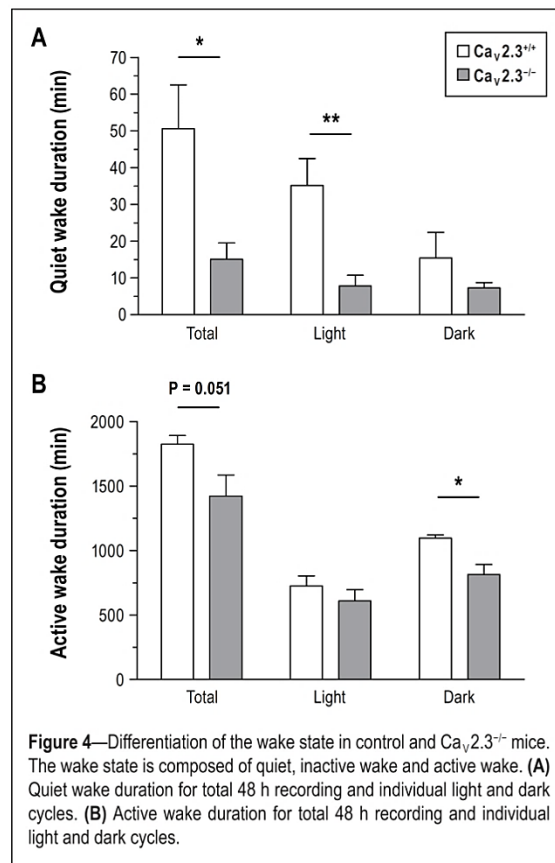 A
Quiet wake duration (min)
70
60
50
40
30
20
10
0
*
**
Caᵥ2.3⁺/⁺
Caᵥ2.3⁻/⁻
Total
Light
Dark
B
Active wake duration (min)
P = 0.051
2000
1500
1000
500
0
*
Total
Light
Dark
Figure 4—Differentiation of the wake state in control and Caᵥ2.3⁻/⁻ mice.
The wake state is composed of quiet, inactive wake and active wake. (A)
Quiet wake duration for total 48 h recording and individual light and dark
cycles. (B) Active wake duration for total 48 h recording and individual
light and dark cycles.